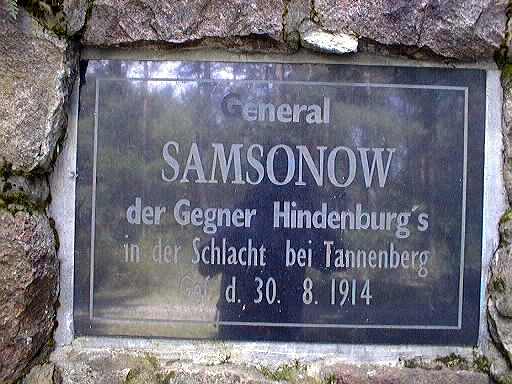 General
SAMSONOW
der Gegner Hindenburg's
in der Schlacht bei Tannenberg
Gef. d. 30. 8. 1914